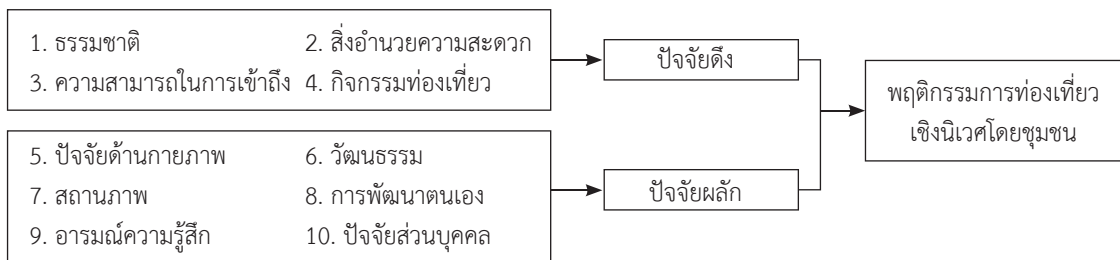 1. ธรรมชาติ 2. สิ่งอำนวยความสะดวก
3. ความสามารถในการเข้าถึง 4. กิจกรรมท่องเที่ยว
ปัจจัยดึง
5. ปัจจัยด้านกายภาพ 6. วัฒนธรรม
7. สถานภาพ 8. การพัฒนาตนเอง
9. อารมณ์ความรู้สึก 10. ปัจจัยส่วนบุคคล
ปัจจัยผลัก
พฤติกรรมการท่องเที่ยว
เชิงนิเวศโดยชุมชน